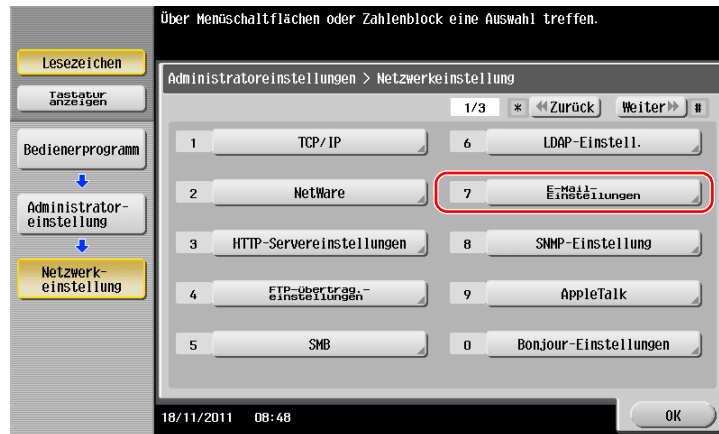 Über Menüschaltflächen oder Zahlenblock eine Auswahl treffen.
Lesezeichen
Tastatur
anzeigen
Bedienerprogramm
Administrator-
einstellung
Netzwerk-
einstellung
Administratoreinstellungen > Netzwerkeinstellung
1/3 * Zurück Weiter #
1 TCP/IP
2 NetWare
3 HTTP-Servereinstellungen
4 FTP-Übertrag.-
einstellungen
5 SMB
6 LDAP-Einstell.
7 E-Mail-
Einstellungen
8 SNMP-Einstellung
9 AppleTalk
0 Bonjour-Einstellungen
18/11/2011 08:48
OK